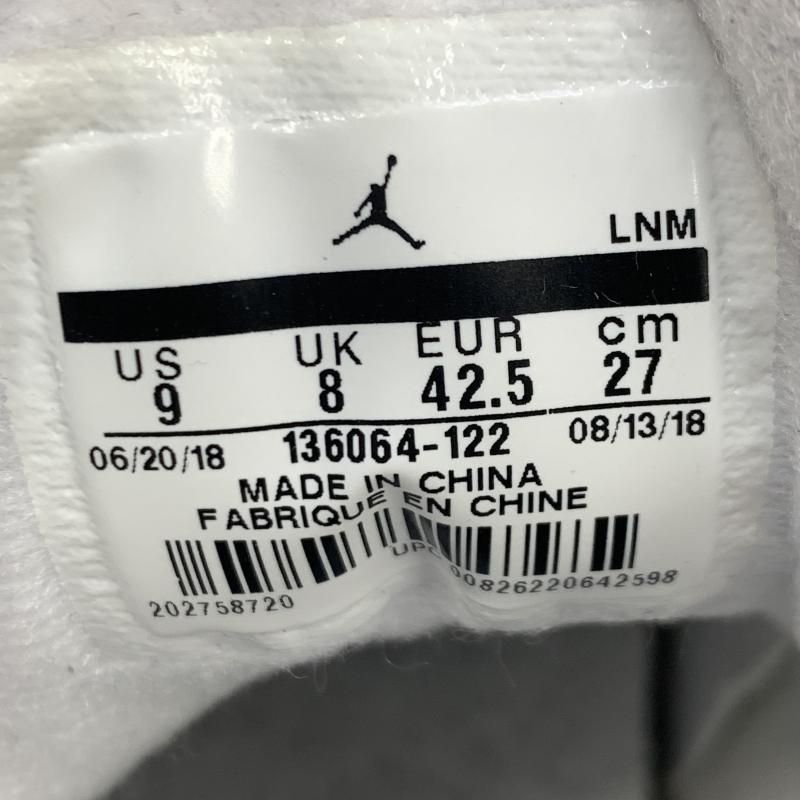 LNM
US UK EUR cm
9 8 42.5 27
06/20/18 136064-122 08/13/18
MADE IN CHINA
FABRIQUE EN CHINE
UPC 00826220642598
202758720